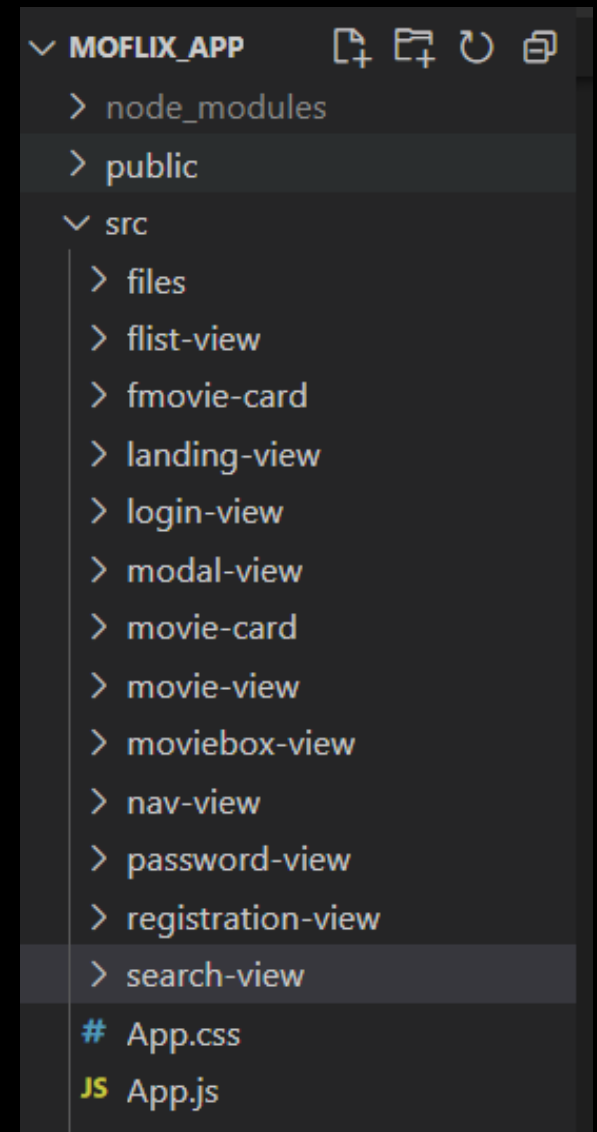 MOFLIX_APP
node_modules
public
src
files
flist-view
fmovie-card
landing-view
login-view
modal-view
movie-card
movie-view
moviebox-view
nav-view
password-view
registration-view
search-view
# App.css
JS App.js